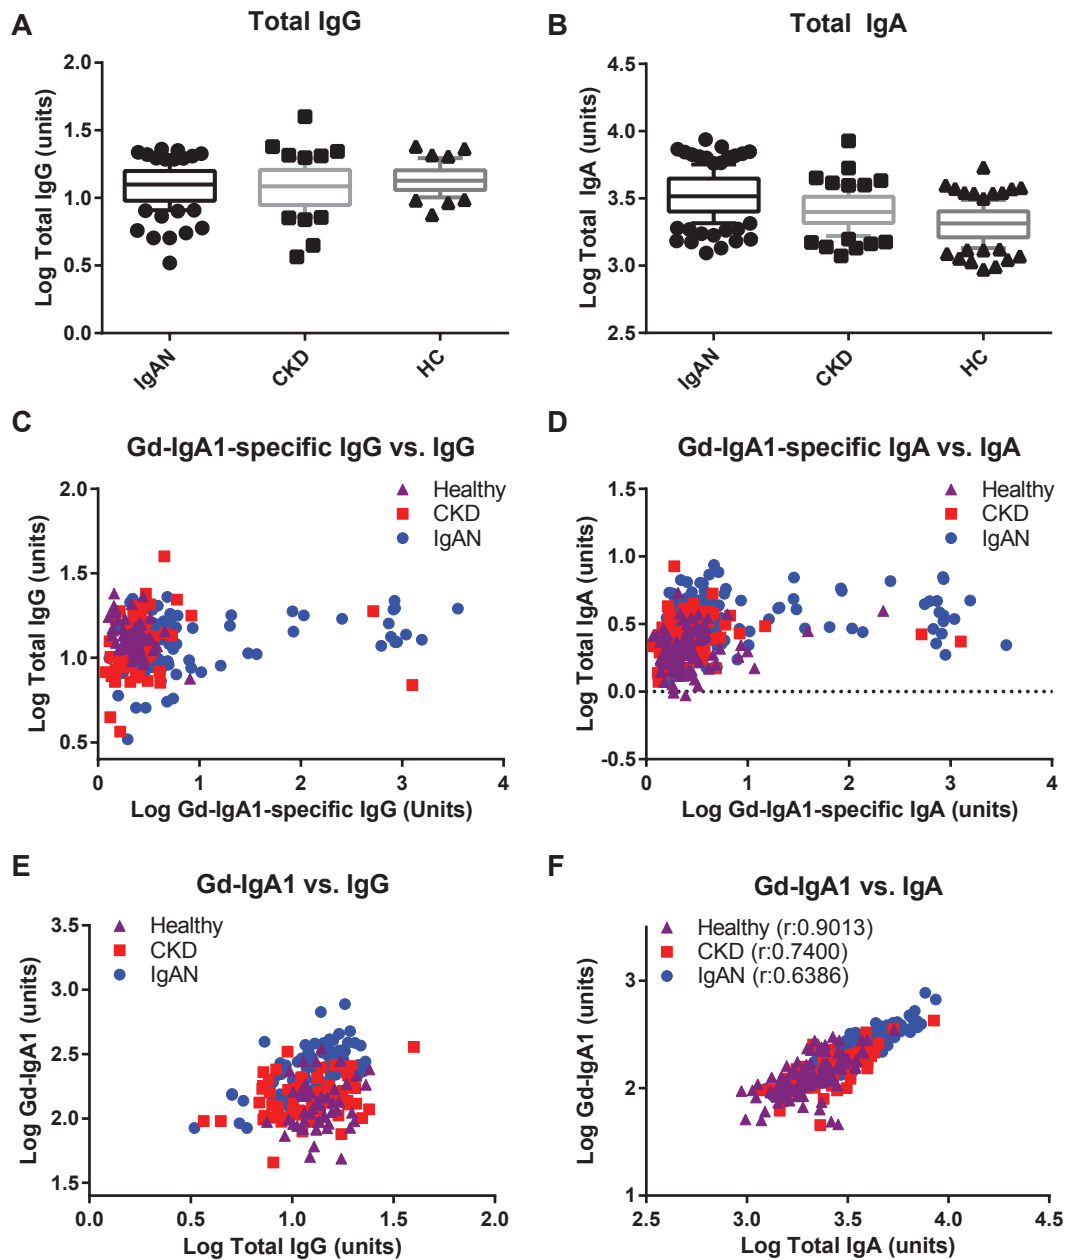 A
Total IgG
Log Total IgG (units)
2.0
1.5
1.0
0.5
0.0
IgAN
CKD
HC
B
Total IgA
Log Total IgA (units)
4.5
4.0
3.5
3.0
2.5
IgAN
CKD
HC
C
Gd-IgA1-specific IgG vs. IgG
Healthy
CKD
IgAN
Log Total IgG (units)
2.0
1.5
1.0
0.5
0
1
2
3
4
Log Gd-IgA1-specific IgG (Units)
D
Gd-IgA1-specific IgA vs. IgA
Healthy
CKD
IgAN
Log Total IgA (units)
1.5
1.0
0.5
0.0
-0.5
0
1
2
3
4
Log Gd-IgA1-specific IgA (units)
E
Gd-IgA1 vs. IgG
Healthy
CKD
IgAN
Log Gd-IgA1 (units)
3.5
3.0
2.5
2.0
1.5
0.0
0.5
1.0
1.5
2.0
Log Total IgG (units)
F
Gd-IgA1 vs. IgA
Healthy (r:0.9013)
CKD (r:0.7400)
IgAN (r:0.6386)
Log Gd-IgA1 (units)
3
2
1
2.5
3.0
3.5
4.0
4.5
Log Total IgA (units)